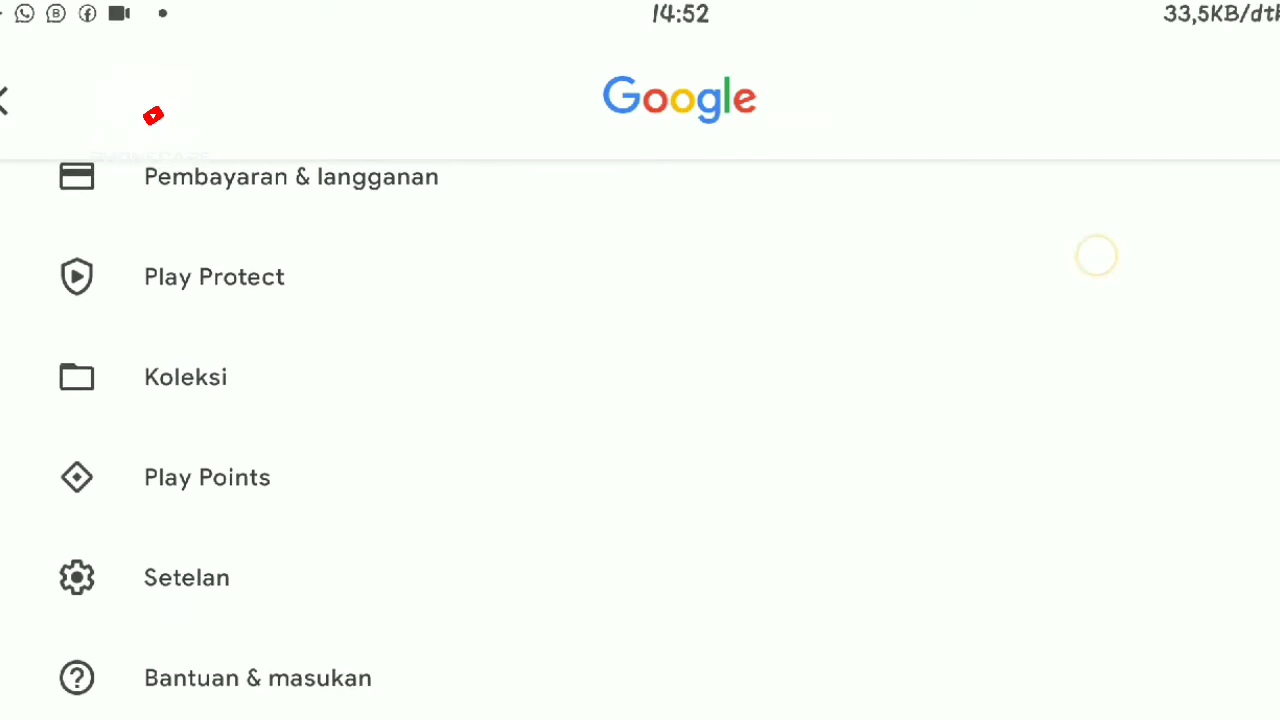 14:52
33,5KB/dtk
Google
Pembayaran & langganan
Play Protect
Koleksi
Play Points
Setelan
Bantuan & masukan